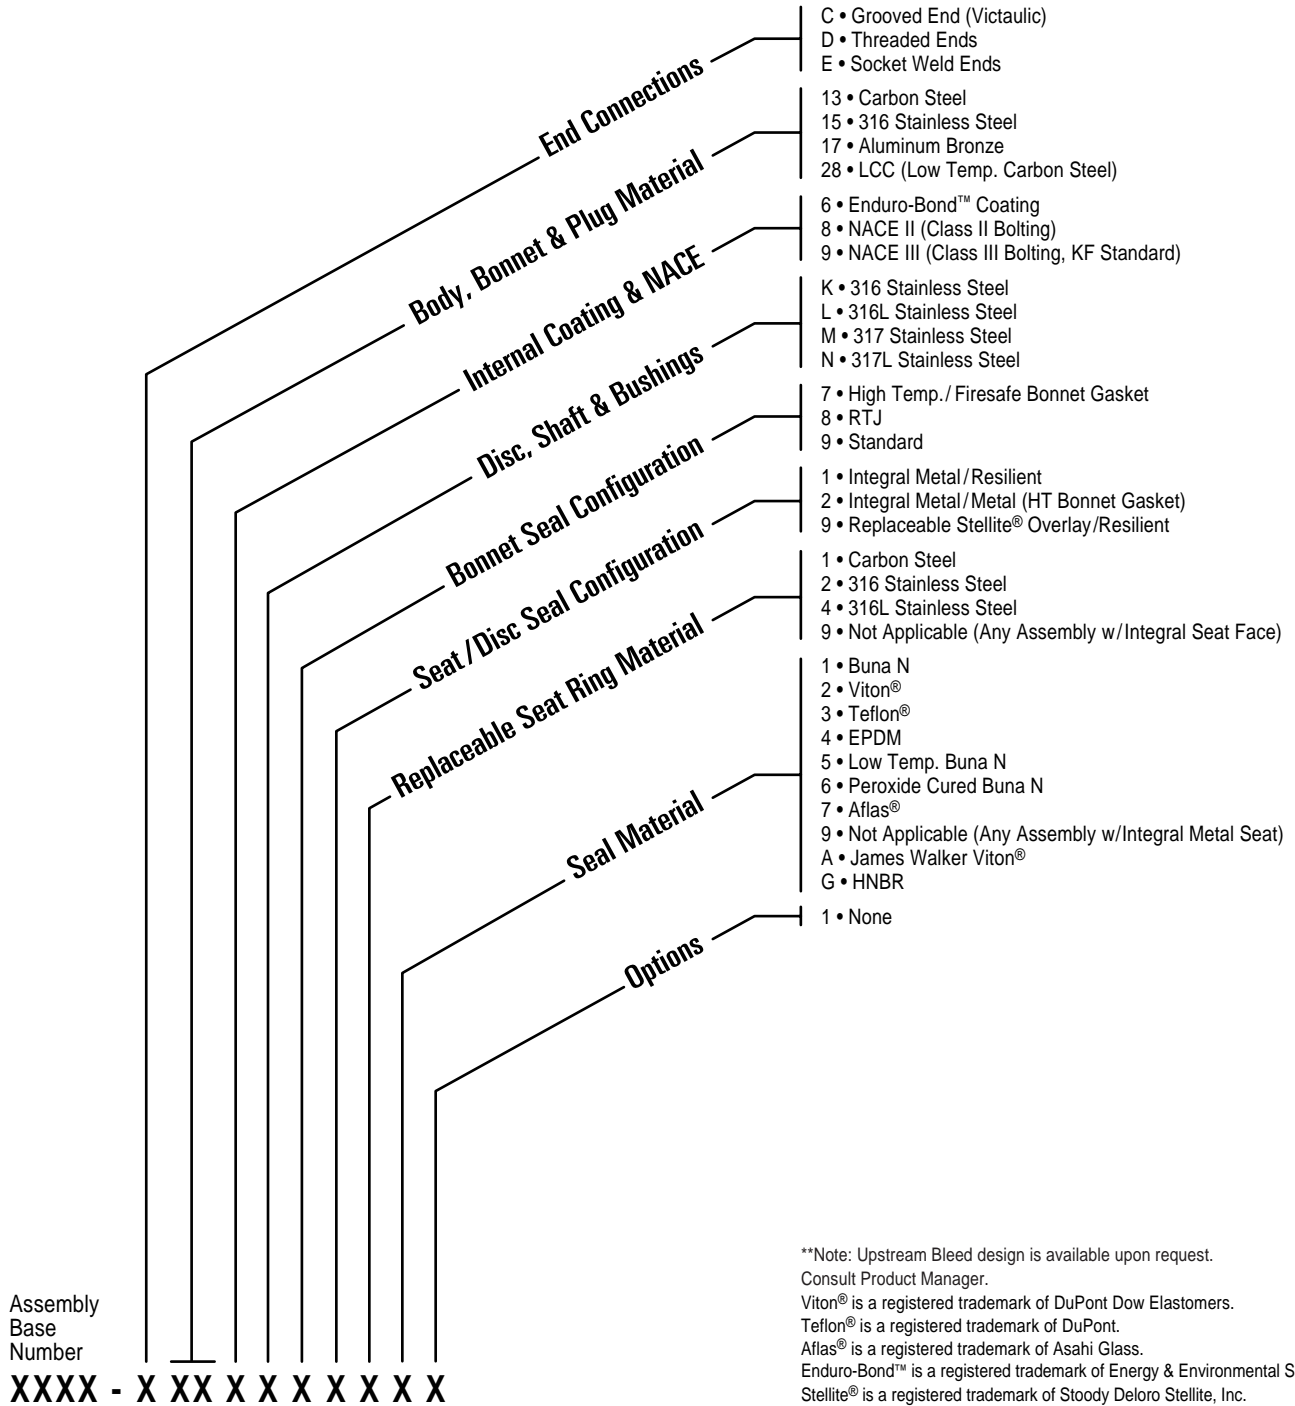 C • Grooved End (Victaulic)
D • Threaded Ends
E • Socket Weld Ends
End Connections
13 • Carbon Steel
15 • 316 Stainless Steel
17 • Aluminum Bronze
28 • LCC (Low Temp. Carbon Steel)
Body, Bonnet & Plug Material
6 • Enduro-Bond™ Coating
8 • NACE II (Class II Bolting)
9 • NACE III (Class III Bolting, KF Standard)
Internal Coating & NACE
K • 316 Stainless Steel
L • 316L Stainless Steel
M • 317 Stainless Steel
N • 317L Stainless Steel
Disc, Shaft & Bushings
7 • High Temp./ Firesafe Bonnet Gasket
8 • RTJ
9 • Standard
Bonnet Seal Configuration
1 • Integral Metal/Resilient
2 • Integral Metal/Metal (HT Bonnet Gasket)
9 • Replaceable Stellite® Overlay/Resilient
Seat/Disc Seal Configuration
1 • Carbon Steel
2 • 316 Stainless Steel
4 • 316L Stainless Steel
9 • Not Applicable (Any Assembly w/Integral Seat Face)
Replaceable Seat Ring Material
1 • Buna N
2 • Viton®
3 • Teflon®
4 • EPDM
5 • Low Temp. Buna N
6 • Peroxide Cured Buna N
7 • Aflas®
9 • Not Applicable (Any Assembly w/Integral Metal Seat)
A • James Walker Viton®
G • HNBR
Seal Material
1 • None
Options
**Note: Upstream Bleed design is available upon request.
Consult Product Manager.
Viton® is a registered trademark of DuPont Dow Elastomers.
Teflon® is a registered trademark of DuPont.
Aflas® is a registered trademark of Asahi Glass.
Enduro-Bond™ is a registered trademark of Energy & Environmental S
Stellite® is a registered trademark of Stoody Deloro Stellite, Inc.
Assembly
Base
Number
XXXX - X XX X X X X X X X